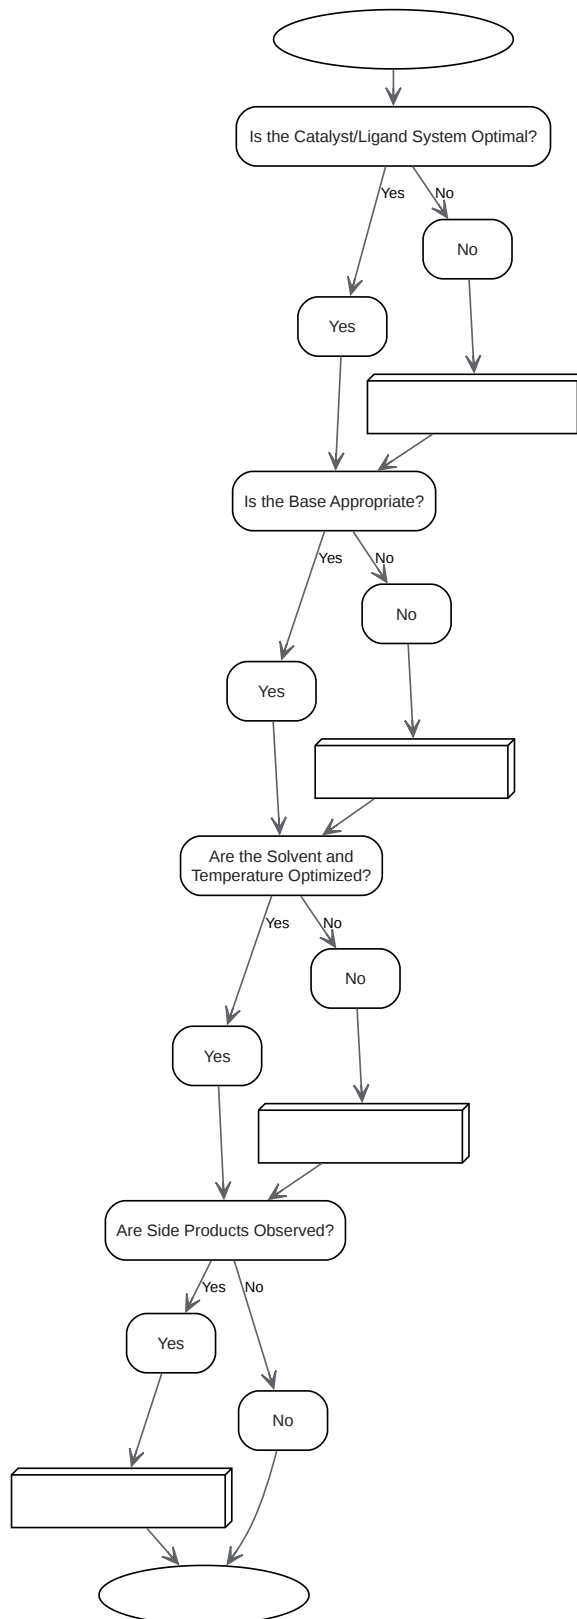 Is the Catalyst/Ligand System Optimal?
Yes
No
No
Yes
Is the Base Appropriate?
Yes
No
No
Yes
Are the Solvent and
Temperature Optimized?
Yes
No
No
Yes
Are Side Products Observed?
Yes
No
Yes
No